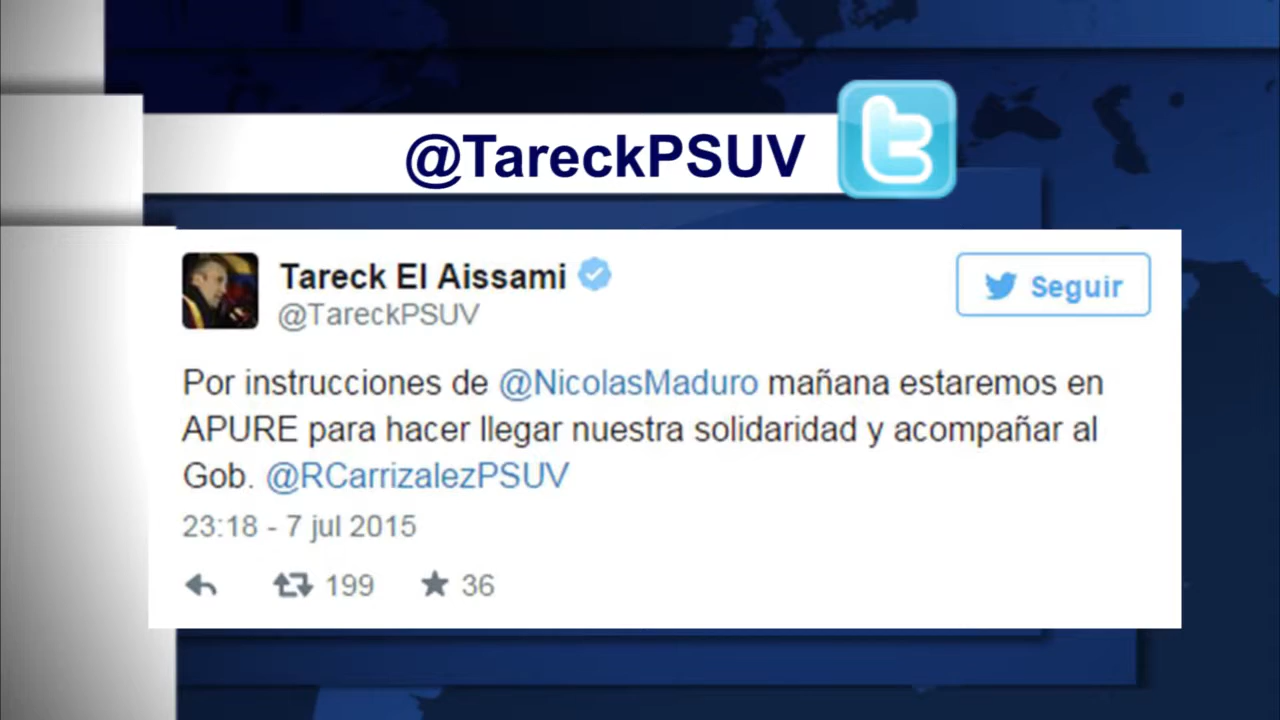 @TareckPSUV
Tareck El Aissami
@TareckPSUV
Seguir
Por instrucciones de @NicolasMaduro mañana estaremos en
APURE para hacer llegar nuestra solidaridad y acompañar al
Gob. @RCarrizalezPSUV
23:18 - 7 jul 2015
199 36